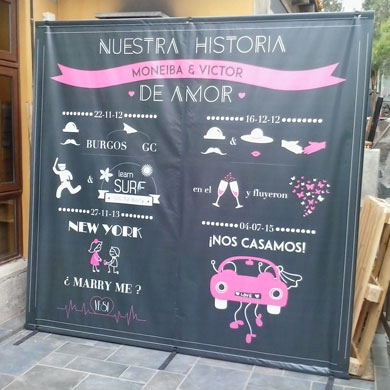 NUESTRA HISTORIA
MONEIBA & VICTOR
DE AMOR
22-11-12
BURGOS GC
&
learn
SURF
27-11-13
NEW YORK
¿ MARRY ME ?
16-12-12
&
en el y fluyeron
04-07-15
¡NOS CASAMOS!
LOVE